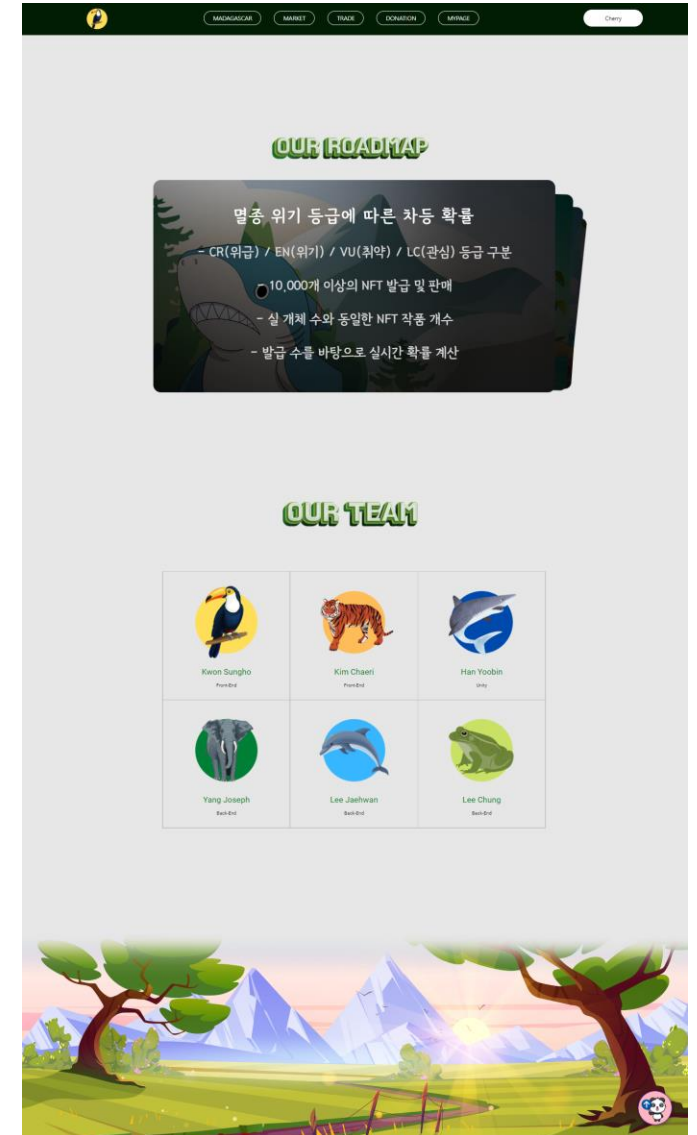 MADAGASCAR MARKET TRADE DONATION MYPAGE Cherry
OUR ROADMAP
멸종 위기 등급에 따른 차등 확률
- CR(위급) / EN(위기) / VU(취약) / LC(관심) 등급 구분
- 10,000개 이상의 NFT 발급 및 판매
- 실 개체 수와 동일한 NFT 작품 개수
- 발급 수를 바탕으로 실시간 확률 계산
OUR TEAM
Kwon Sungho Kim Chaeri Han Yoobin
Front-End Front-End Unity
Yang Joseph Lee Jaehwan Lee Chung
Back-End Back-End Back-End